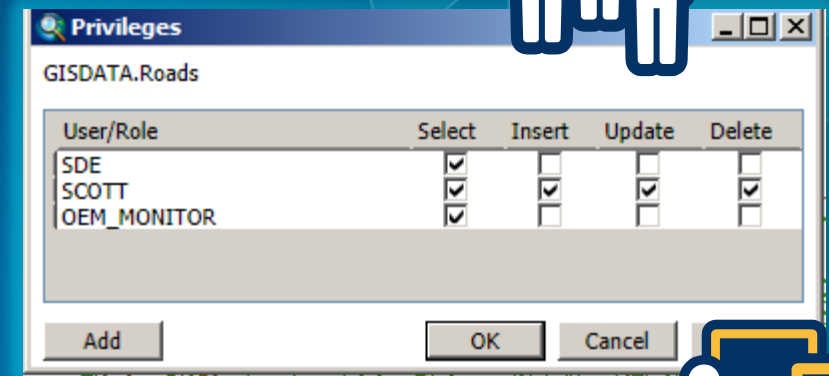 Privileges
GISDATA.Roads
User/Role Select Insert Update Delete
SDE
SCOTT
OEM_MONITOR
Add OK Cancel